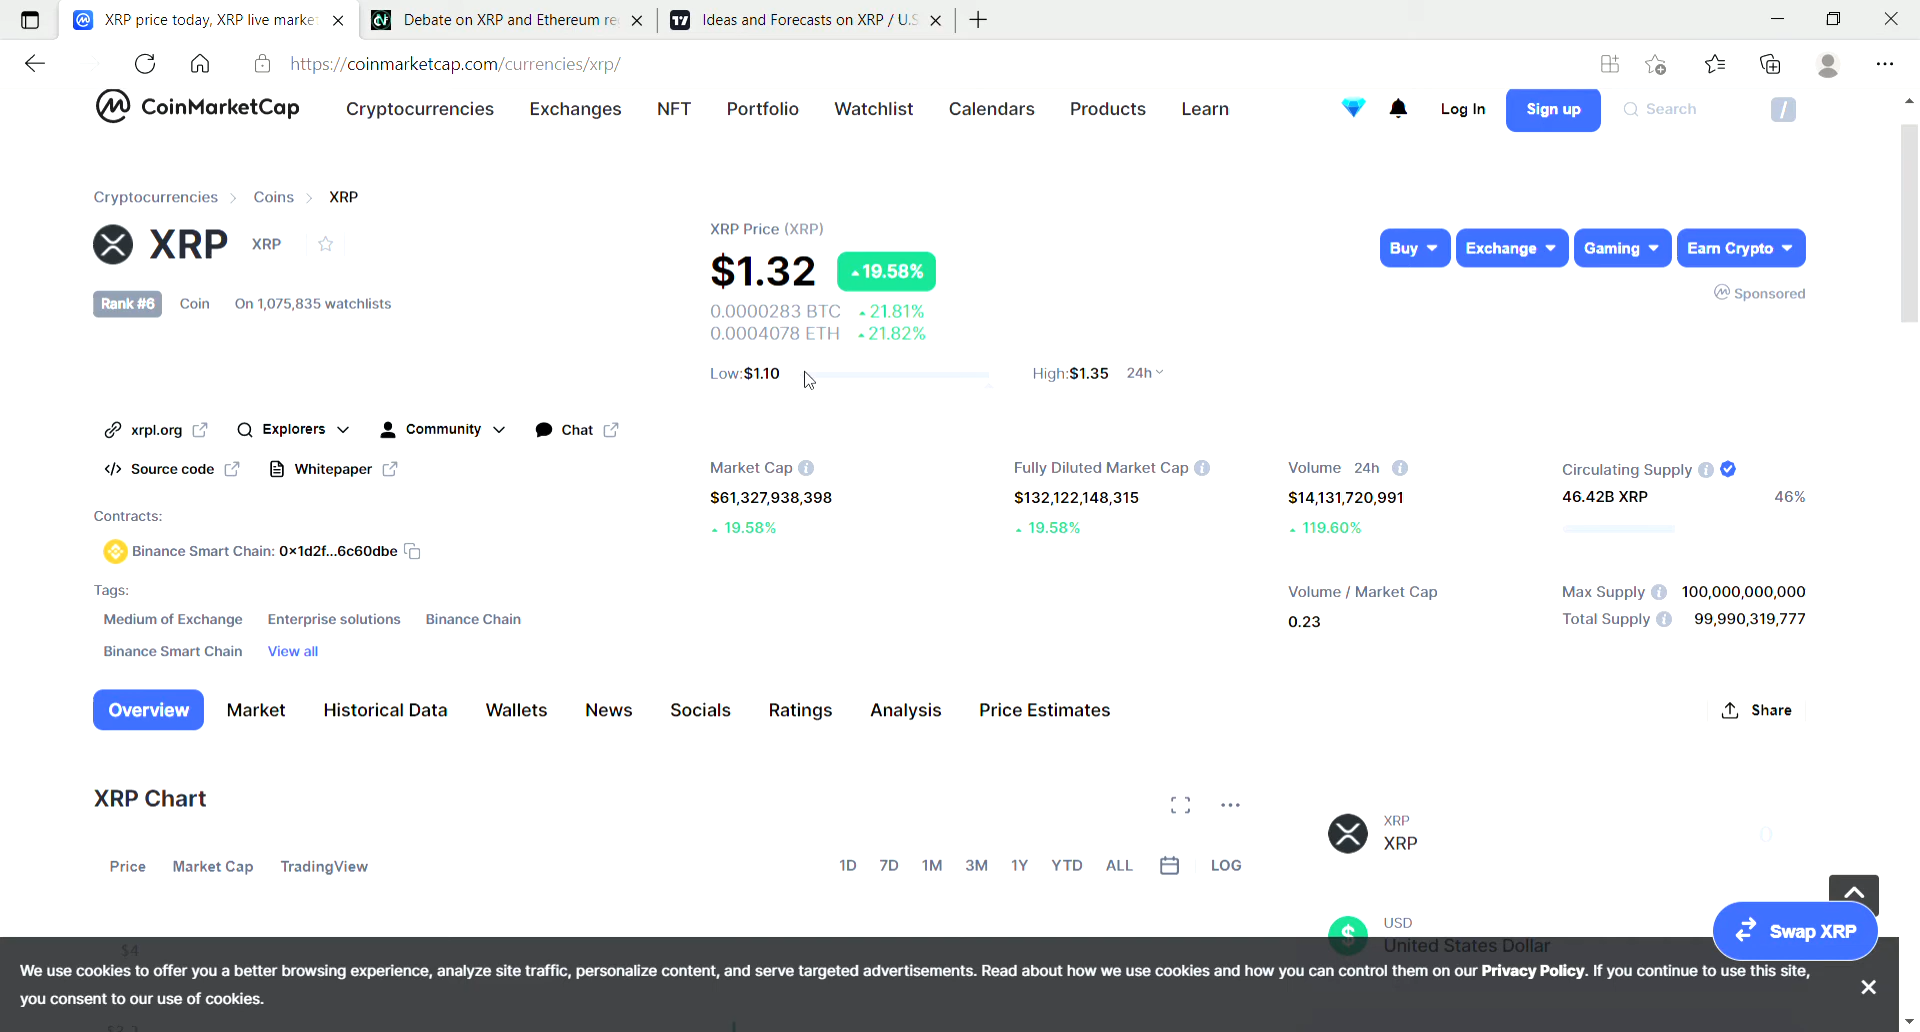 XRP price today, XRP live marke
Debate on XRP and Ethereum re
Ideas and Forecasts on XRP / U.S
https://coinmarketcap.com/currencies/xrp/
CoinMarketCap Cryptocurrencies Exchanges NFT Portfolio Watchlist Calendars Products Learn Log In Sign up Search /
Cryptocurrencies > Coins > XRP
XRP XRP
Rank #6 Coin On 1,075,835 watchlists
XRP Price (XRP)
$1.32 19.58%
0.0000283 BTC 21.81%
0.0004078 ETH 21.82%
Low:$1.10 High:$1.35 24h
Buy Exchange Gaming Earn Crypto
Sponsored
xrpl.org Explorers Community Chat
Source code Whitepaper
Contracts:
Binance Smart Chain: 0x1d2f...6c60dbe
Tags:
Medium of Exchange Enterprise solutions Binance Chain
Binance Smart Chain View all
Market Cap
$61,327,938,398
19.58%
Fully Diluted Market Cap
$132,122,148,315
19.58%
Volume 24h
$14,131,720,991
119.60%
Volume / Market Cap
0.23
Circulating Supply
46.42B XRP 46%
Max Supply 100,000,000,000
Total Supply 99,990,319,777
Overview Market Historical Data Wallets News Socials Ratings Analysis Price Estimates Share
XRP Chart
Price Market Cap TradingView 1D 7D 1M 3M 1Y YTD ALL LOG
XRP
XRP
0
USD
United States Dollar
$4
Swap XRP
We use cookies to offer you a better browsing experience, analyze site traffic, personalize content, and serve targeted advertisements. Read about how we use cookies and how you can control them on our Privacy Policy. If you continue to use this site,
you consent to our use of cookies.